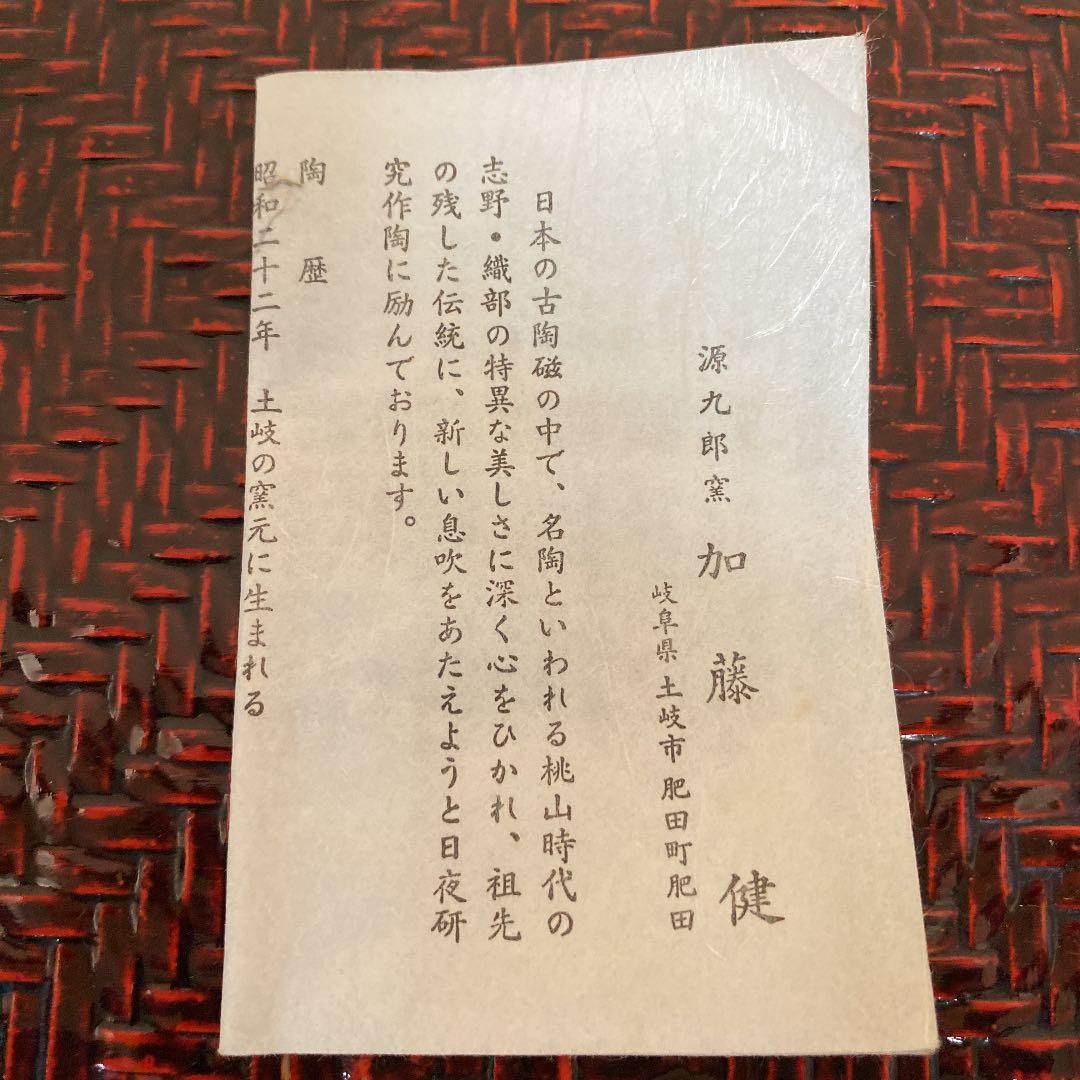 源九郎窯 加藤健
岐阜県土岐市肥田町肥田
日本の古陶磁の中で、名陶といわれる桃山時代の
志野・織部の特異な美しさに深く心をひかれ、祖先
の残した伝統に、新しい息吹をあたえようと日夜研
究作陶に励んでおります。
陶歴
昭和二十二年 土岐の窯元に生まれる